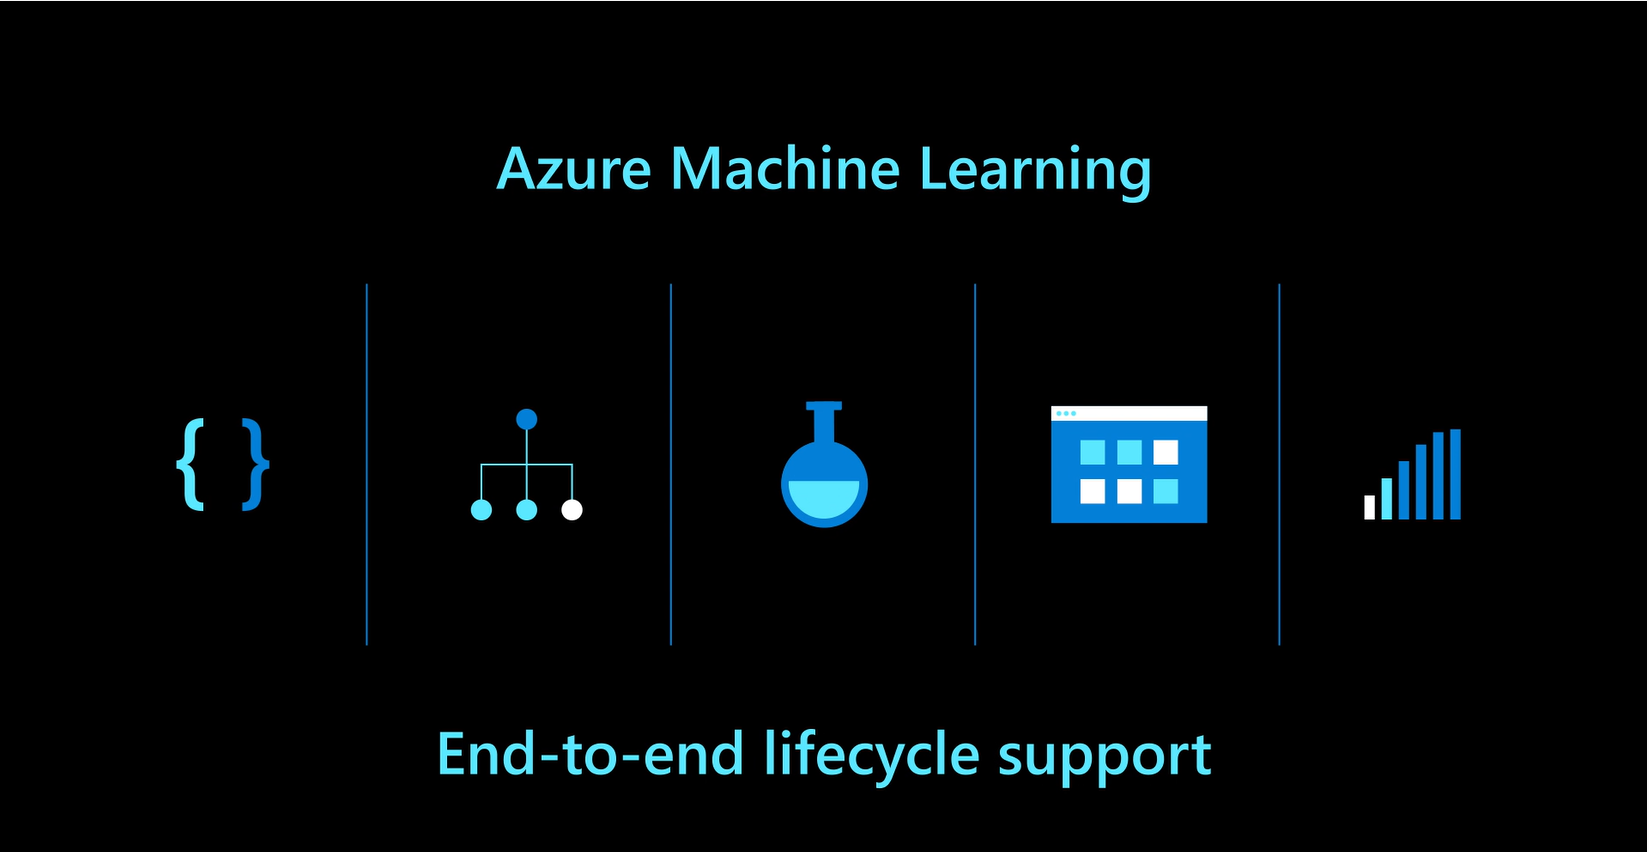 Azure Machine Learning
{ }
End-to-end lifecycle support